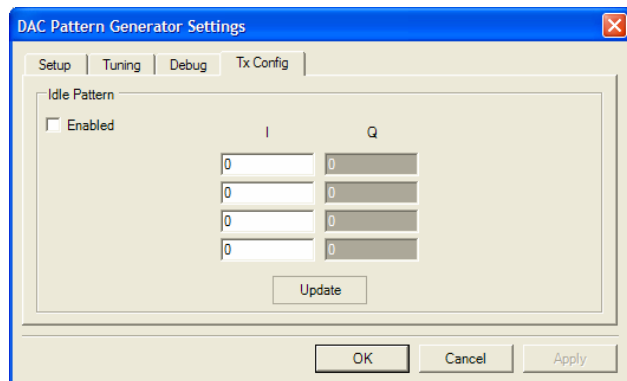 DAC Pattern Generator Settings
Setup Tuning Debug Tx Config
Idle Pattern
Enabled
I Q
0 0
0 0
0 0
0 0
Update
OK Cancel Apply